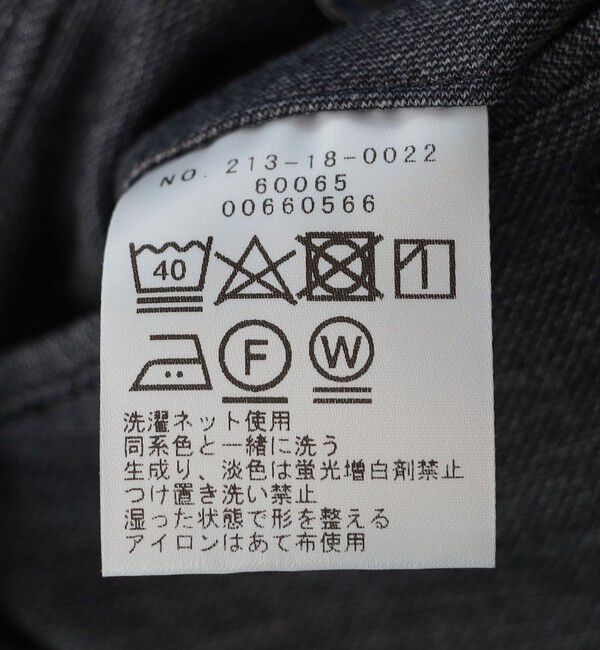 NO. 213-18-0022
60065
00660566
40
F W
洗濯ネット使用
同系色と一緒に洗う
生成り、淡色は蛍光増白剤禁止
つけ置き洗い禁止
湿った状態で形を整える
アイロンはあて布使用